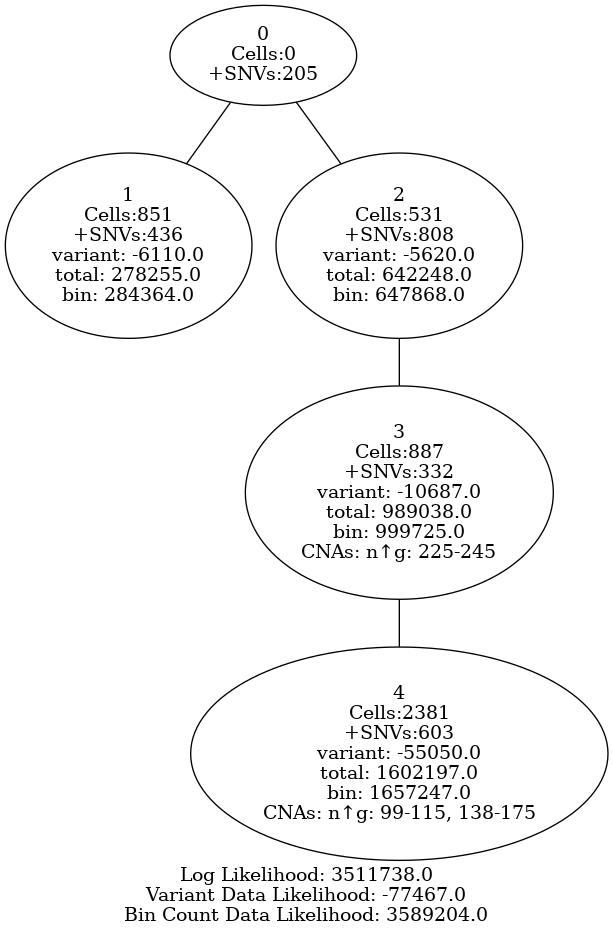 0
Cells:0
+SNVs:205
1
Cells:851
+SNVs:436
variant: -6110.0
total: 278255.0
bin: 284364.0
2
Cells:531
+SNVs:808
variant: -5620.0
total: 642248.0
bin: 647868.0
3
Cells:887
+SNVs:332
variant: -10687.0
total: 989038.0
bin: 999725.0
CNAs: n↑g: 225-245
4
Cells:2381
+SNVs:603
variant: -55050.0
total: 1602197.0
bin: 1657247.0
CNAs: n↑g: 99-115, 138-175
Log Likelihood: 3511738.0
Variant Data Likelihood: -77467.0
Bin Count Data Likelihood: 3589204.0